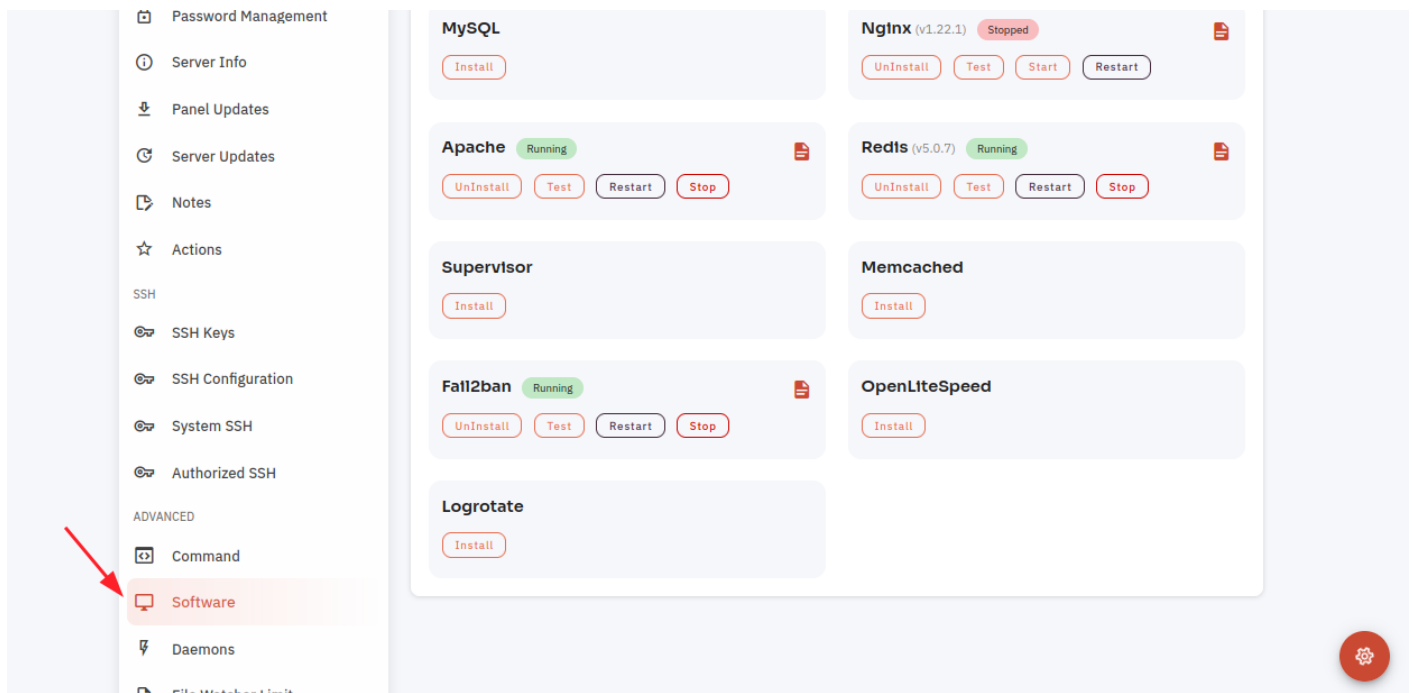 Password Management
Server Info
Panel Updates
Server Updates
Notes
Actions
SSH
SSH Keys
SSH Configuration
System SSH
Authorized SSH
ADVANCED
Command
Software
Daemons
File Watcher Limit
MySQL
Install
Nginx (v1.22.1) Stopped
UnInstall Test Start Restart
Apache Running
UnInstall Test Restart Stop
Redis (v5.0.7) Running
UnInstall Test Restart Stop
Supervisor
Install
Memcached
Install
Fail2ban Running
UnInstall Test Restart Stop
OpenLiteSpeed
Install
Logrotate
Install